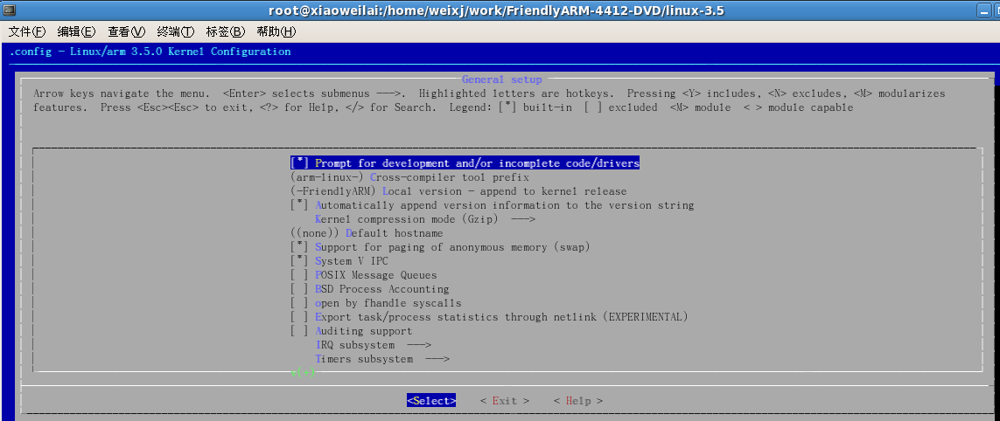 root@xiaoweilai:/home/weixj/work/FriendlyARM-4412-DVD/linux-3.5
文件(F) 编辑(E) 查看(V) 终端(T) 标签(B) 帮助(H)
.config - Linux/arm 3.5.0 Kernel Configuration
General setup
Arrow keys navigate the menu. <Enter> selects submenus --->. Highlighted letters are hotkeys. Pressing <Y> includes, <N> excludes, <M> modularizes
features. Press <Esc><Esc> to exit, <?> for Help, </> for Search. Legend: [*] built-in [ ] excluded <M> module < > module capable
[*] Prompt for development and/or incomplete code/drivers
(arm-linux-) Cross-compiler tool prefix
(-FriendlyARM) Local version - append to kernel release
[*] Automatically append version information to the version string
Kernel compression mode (Gzip) --->
((none)) Default hostname
[*] Support for paging of anonymous memory (swap)
[*] System V IPC
[ ] POSIX Message Queues
[ ] BSD Process Accounting
[ ] open by fhandle syscalls
[ ] Export task/process statistics through netlink (EXPERIMENTAL)
[ ] Auditing support
IRQ subsystem --->
Timers subsystem --->
(+)
<Select> < Exit > < Help >